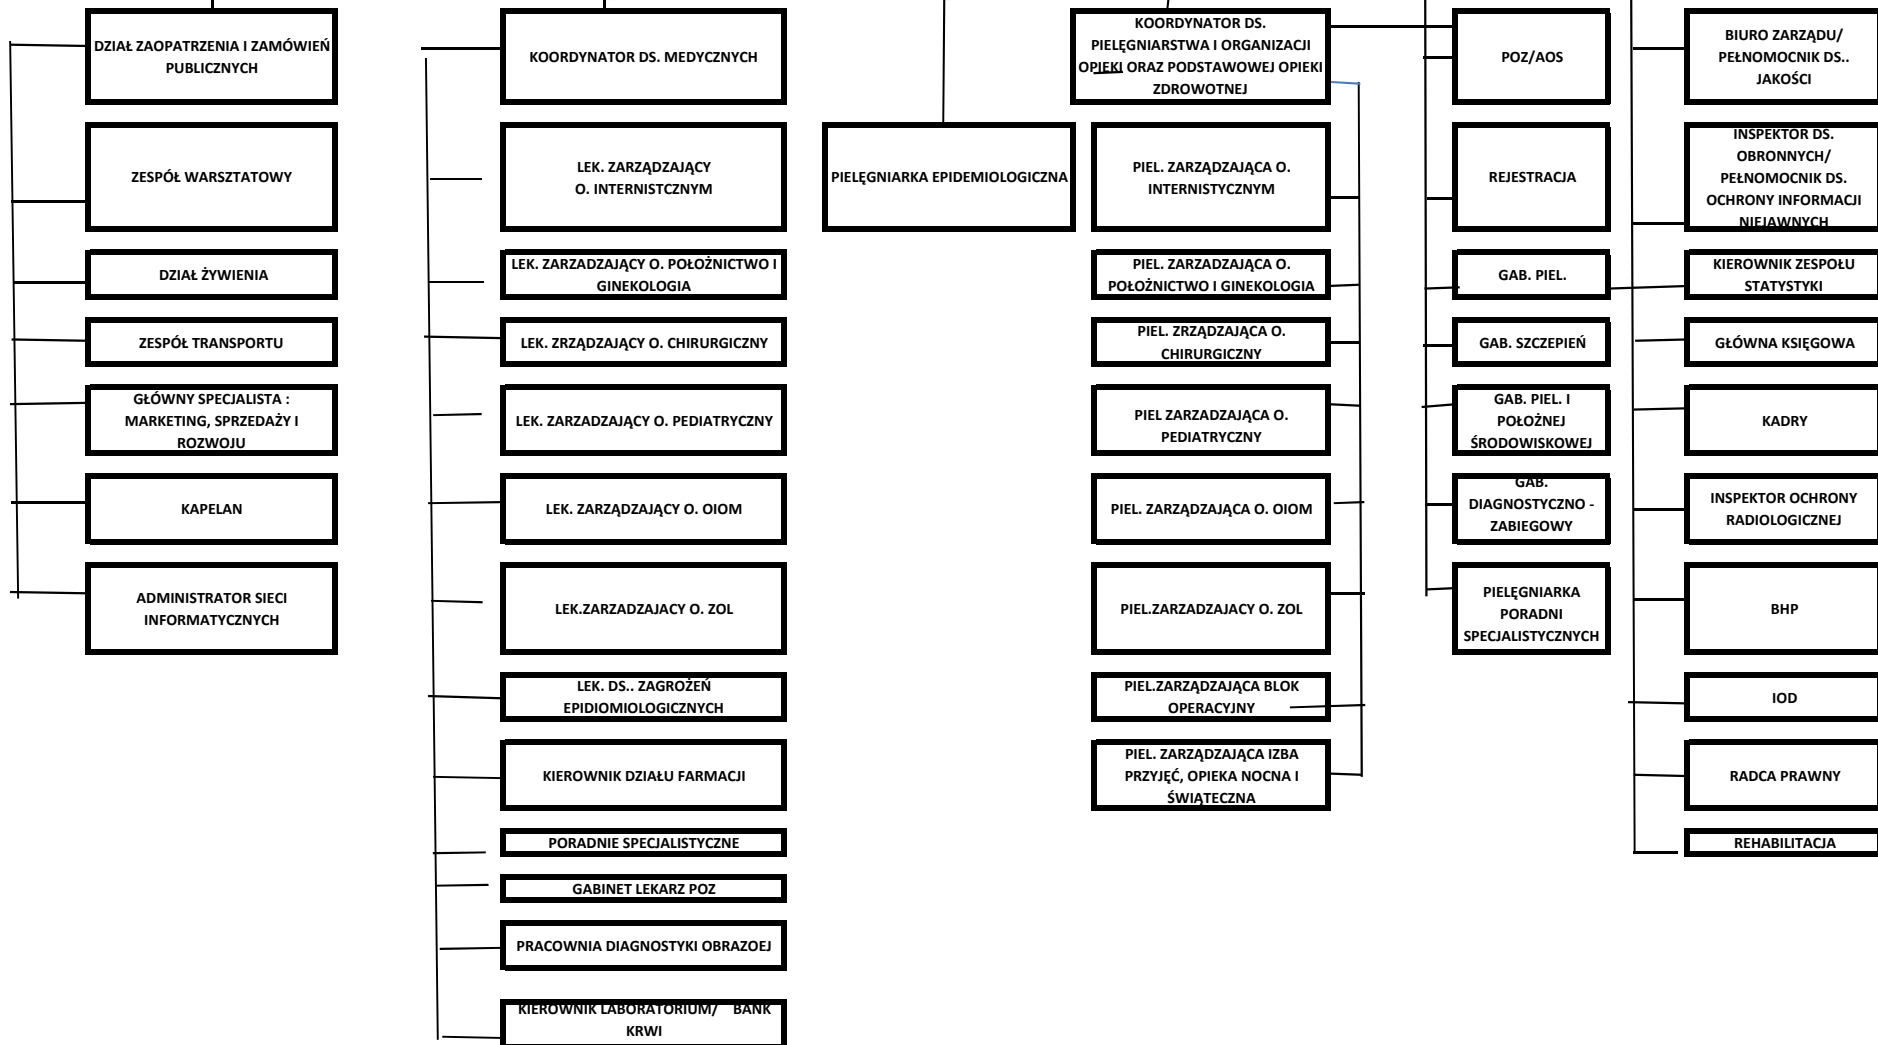 DZIAŁ ZAOPATRZENIA I ZAMÓWIEŃ
PUBLICZNYCH
ZESPÓŁ WARSZTATOWY
DZIAŁ ŻYWIENIA
ZESPÓŁ TRANSPORTU
GŁÓWNY SPECJALISTA :
MARKETING, SPRZEDAŻY I
ROZWOJU
KAPELAN
ADMINISTRATOR SIECI
INFORMATYCZNYCH
KOORDYNATOR DS. MEDYCZNYCH
LEK. ZARZĄDZAJĄCY
O. INTERNISTCZNYM
LEK. ZARZADZAJĄCY O. POŁOŻNICTWO I
GINEKOLOGIA
LEK. ZRZĄDZAJĄCY O. CHIRURGICZNY
LEK. ZARZADZAJĄCY O. PEDIATRYCZNY
LEK. ZARZĄDZAJĄCY O. OIOM
LEK.ZARZADZAJACY O. ZOL
LEK. DS.. ZAGROŻEŃ
EPIDIOMIOLOGICZNYCH
KIEROWNIK DZIAŁU FARMACJI
PORADNIE SPECJALISTYCZNE
GABINET LEKARZ POZ
PRACOWNIA DIAGNOSTYKI OBRAZOEJ
KIEROWNIK LABORATORIUM/ BANK
KRWI
PIELĘGNIARKA EPIDEMIOLOGICZNA
KOORDYNATOR DS.
PIELĘGNIARSTWA I ORGANIZACJI
OPIEKI ORAZ PODSTAWOWEJ OPIEKI
ZDROWOTNEJ
PIEL. ZARZĄDZAJĄCA O.
INTERNISTYCZNYM
PIEL. ZARZADZAJĄCA O.
POŁOŻNICTWO I GINEKOLOGIA
PIEL. ZRZĄDZAJĄCA O.
CHIRURGICZNY
PIEL ZARZADZAJĄCA O.
PEDIATRYCZNY
PIEL. ZARZĄDZAJĄCA O. OIOM
PIEL.ZARZADZAJACY O. ZOL
PIEL.ZARZĄDZAJĄCA BLOK
OPERACYJNY
PIEL. ZARZĄDZAJĄCA IZBA
PRZYJĘĆ, OPIEKA NOCNA I
ŚWIĄTECZNA
POZ/AOS
REJESTRACJA
GAB. PIEL.
GAB. SZCZEPIEŃ
GAB. PIEL. I
POŁOŻNEJ
ŚRODOWISKOWEJ
GAB.
DIAGNOSTYCZNO -
ZABIEGOWY
PIELĘGNIARKA
PORADNI
SPECJALISTYCZNYCH
BIURO ZARZĄDU/
PEŁNOMOCNIK DS..
JAKOŚCI
INSPEKTOR DS.
OBRONNYCH/
PEŁNOMOCNIK DS.
OCHRONY INFORMACJI
NIEJAWNYCH
KIEROWNIK ZESPOŁU
STATYSTYKI
GŁÓWNA KSIĘGOWA
KADRY
INSPEKTOR OCHRONY
RADIOLOGICZNEJ
BHP
IOD
RADCA PRAWNY
REHABILITACJA